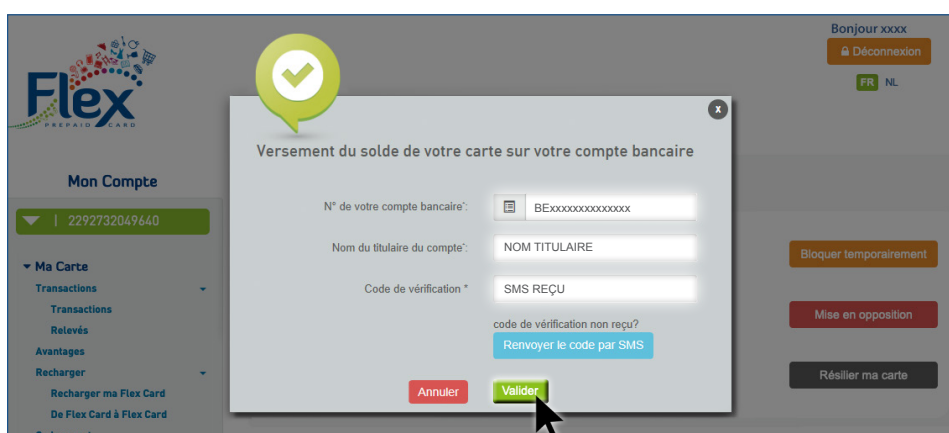 Bonjour xxxx
Déconnexion
FR NL
Flex
PREPAID CARD
x
Versement du solde de votre carte sur votre compte bancaire
Mon Compte
N° de votre compte bancaire*:
BExxxxxxxxxxxxxx
| 2292732049640
Nom du titulaire du compte*:
NOM TITULAIRE
Bloquer temporairement
Ma Carte
Code de vérification *
SMS REÇU
Transactions
Transactions
Mise en opposition
Relevés
code de vérification non reçu?
Renvoyer le code par SMS
Avantages
Recharger
Résilier ma carte
Recharger ma Flex Card
Annuler
Valider
De Flex Card à Flex Card